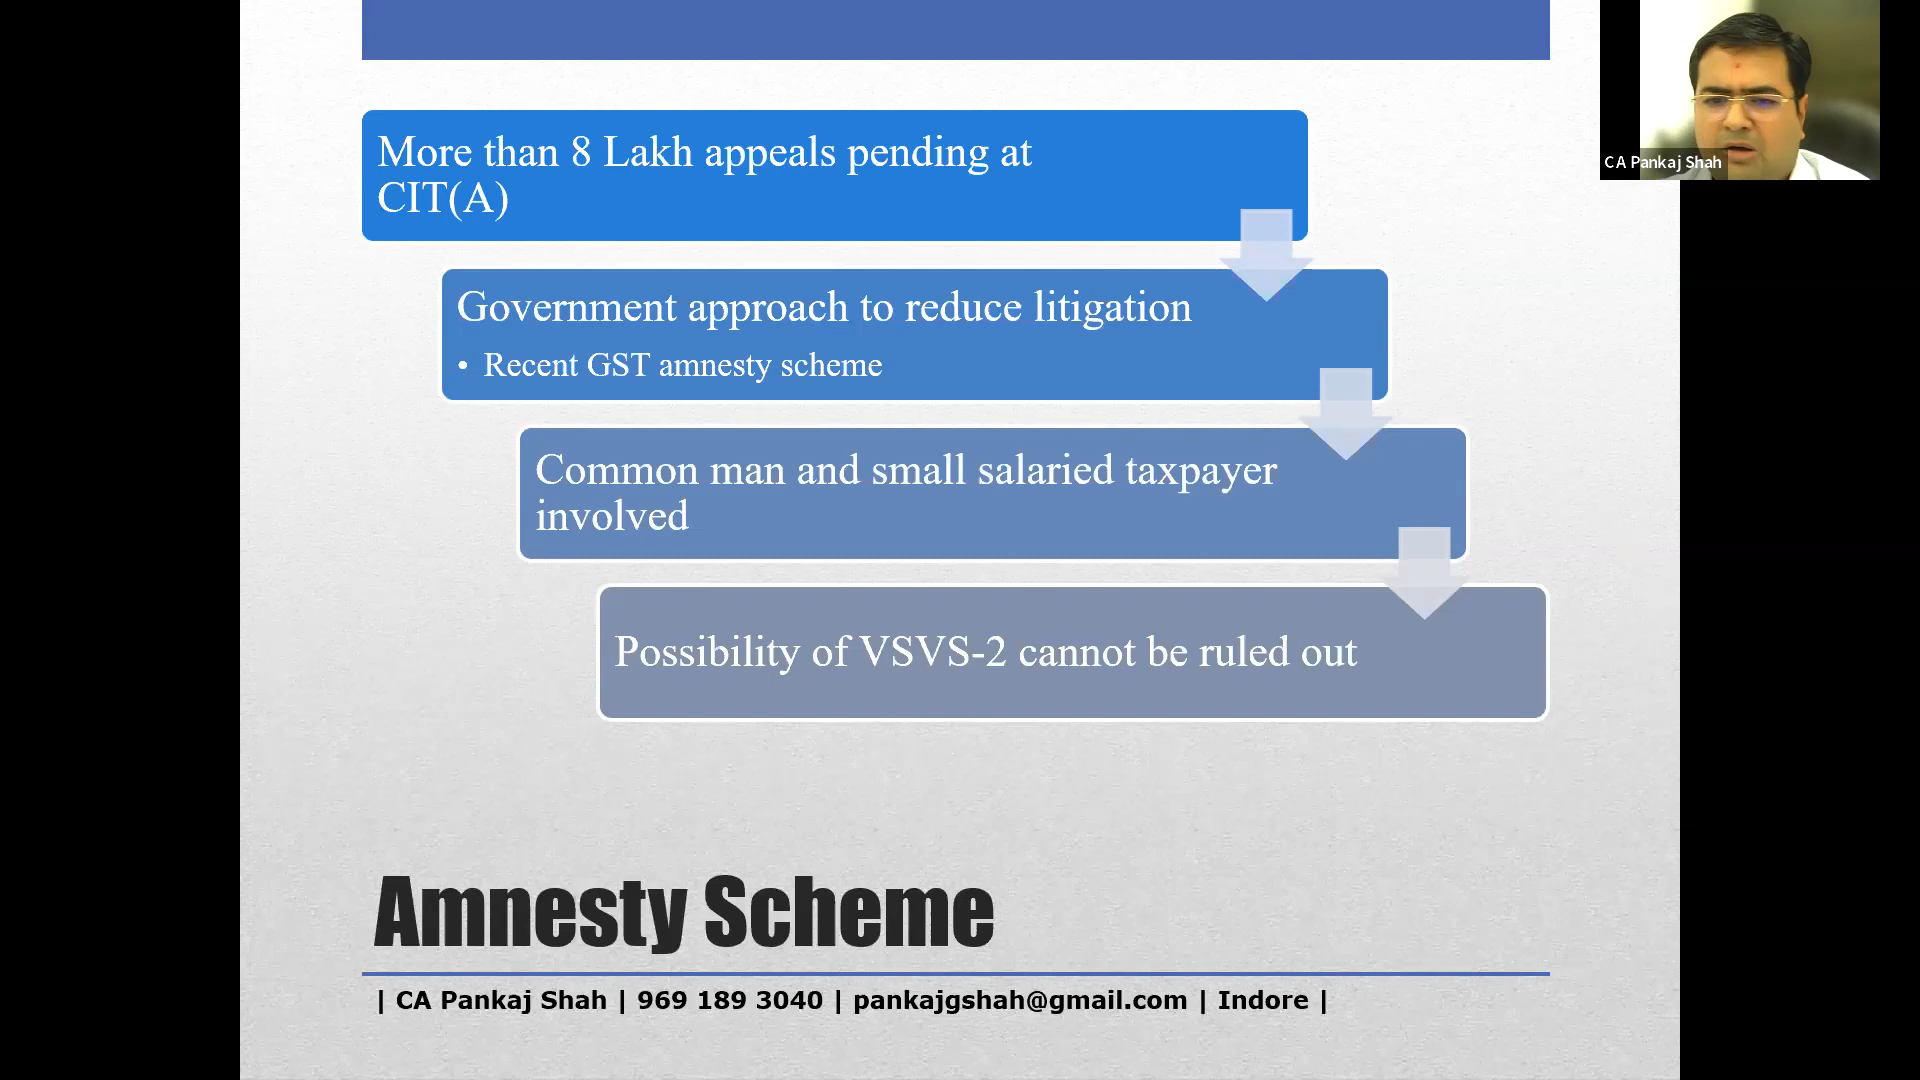 More than 8 Lakh appeals pending at
CIT(A)
CA Pankaj Shah
Government approach to reduce litigation
• Recent GST amnesty scheme
Common man and small salaried taxpayer
involved
Possibility of VSVS-2 cannot be ruled out
Amnesty Scheme
| CA Pankaj Shah | 969 189 3040 | pankajgshah@gmail.com | Indore |